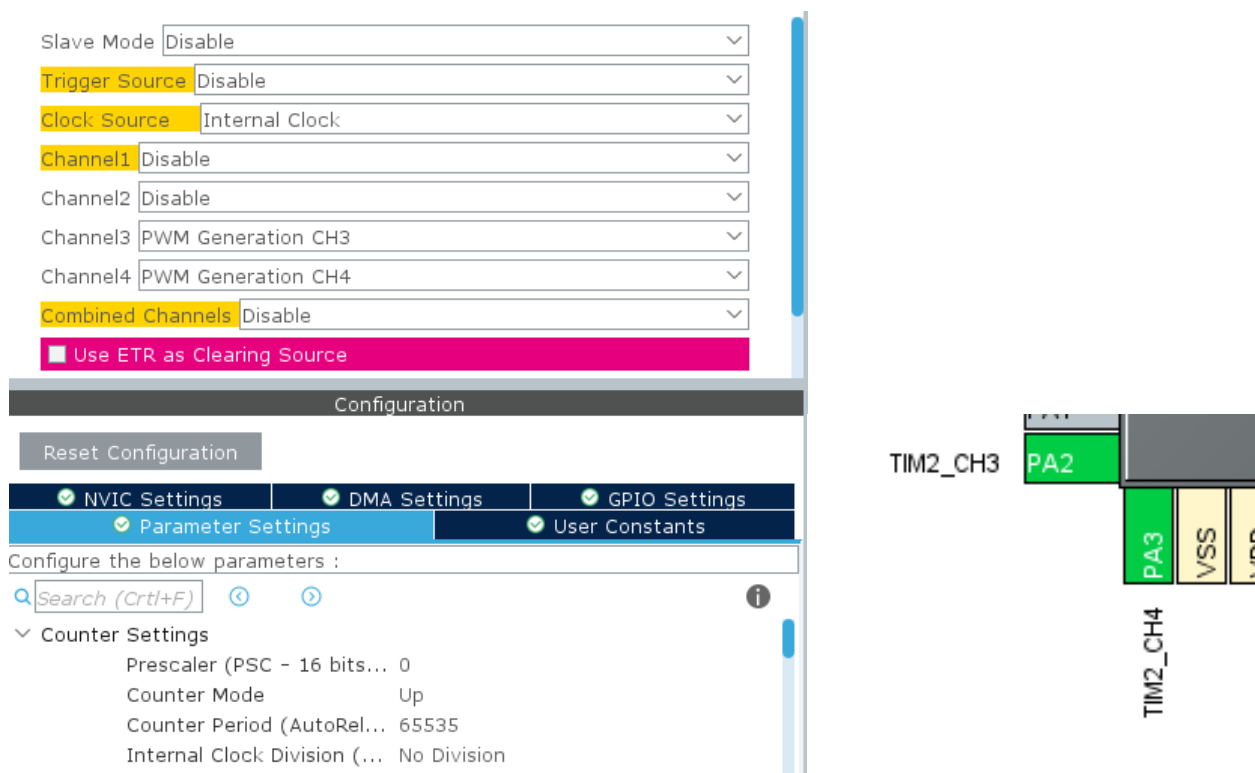 Slave Mode Disable
Trigger Source Disable
Clock Source Internal Clock
Channel1 Disable
Channel2 Disable
Channel3 PWM Generation CH3
Channel4 PWM Generation CH4
Combined Channels Disable
Use ETR as Clearing Source
Configuration
Reset Configuration
NVIC Settings DMA Settings GPIO Settings
Parameter Settings User Constants
Configure the below parameters :
Search (Crtl+F)
Counter Settings
Prescaler (PSC - 16 bits... 0
Counter Mode Up
Counter Period (AutoRel... 65535
Internal Clock Division (... No Division
TIM2_CH3 PA2
PA3
VSS
TIM2_CH4